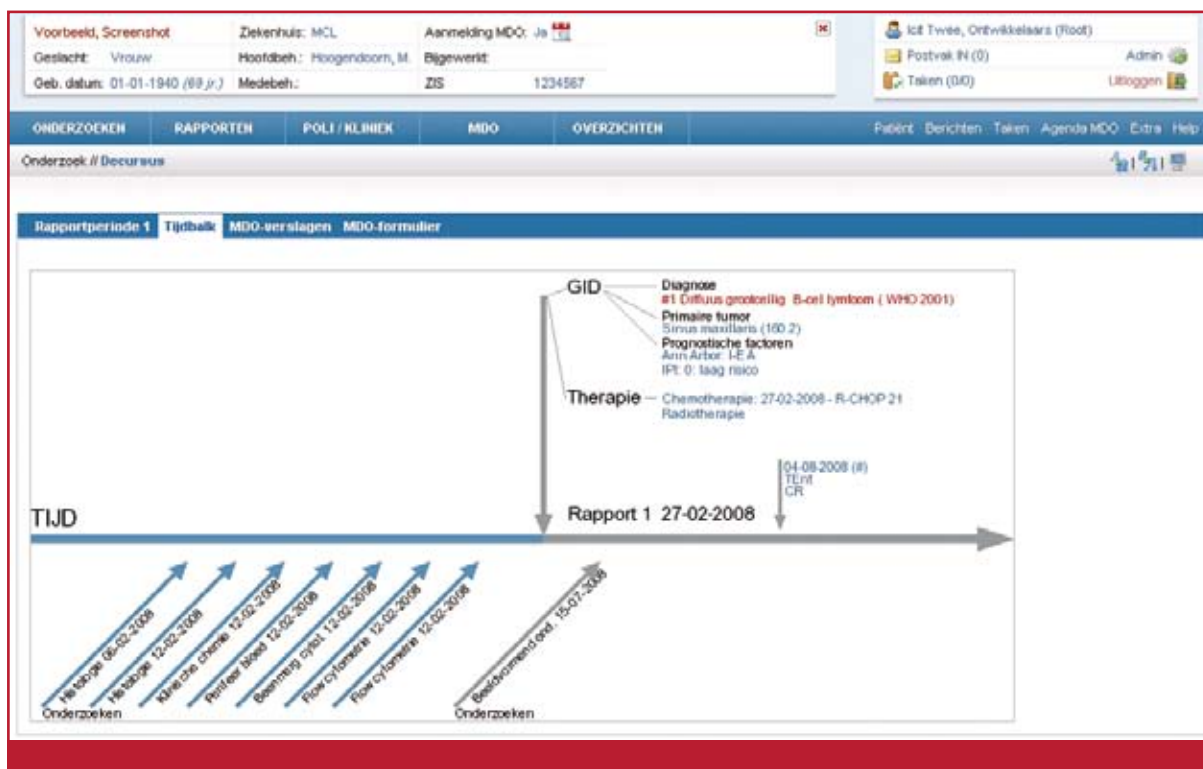 Voorbeeld, Screenshot Ziekenhuis: MCL Aanmelding MDO: Ja
Geslacht: Vrouw Hoofdbeh.: Hoogendoorn, M. Bijgewerkt:
Geb. datum: 01-01-1940 (69 jr.) Medebeh.: ZIS 1234567
Ict Twee, Ontwikkelaars (Root)
Postvak IN (0) Admin
Taken (0/0) Uitloggen
ONDERZOEKEN RAPPORTEN POLI / KLINIEK MDO OVERZICHTEN Patiënt Berichten Taken Agenda MDO Extra Help
Onderzoek // Decursus
Rapportperiode 1 Tijdbalk MDO-verslagen MDO-formulier
GID
Diagnose
#1 Diffuus grootcellig B-cel lymfoom ( WHO 2001)
Primaire tumor
Sinus maxillaris (160.2)
Prognostische factoren
Ann Arbor: I-E A
IPI: 0: laag risico
Therapie
Chemotherapie: 27-02-2008 - R-CHOP 21
Radiotherapie
04-08-2008 (#)
TEnt
CR
TIJD
Rapport 1 27-02-2008
Histologie 06-02-2008
Histologie 12-02-2008
Klinische chemie 12-02-2008
Perifeer bloed 12-02-2008
Beenmerg cytol. 12-02-2008
Flow cytometrie 12-02-2008
Flow cytometrie 12-02-2008
Beeldvormend ond. 15-07-2008
Onderzoeken
Onderzoeken